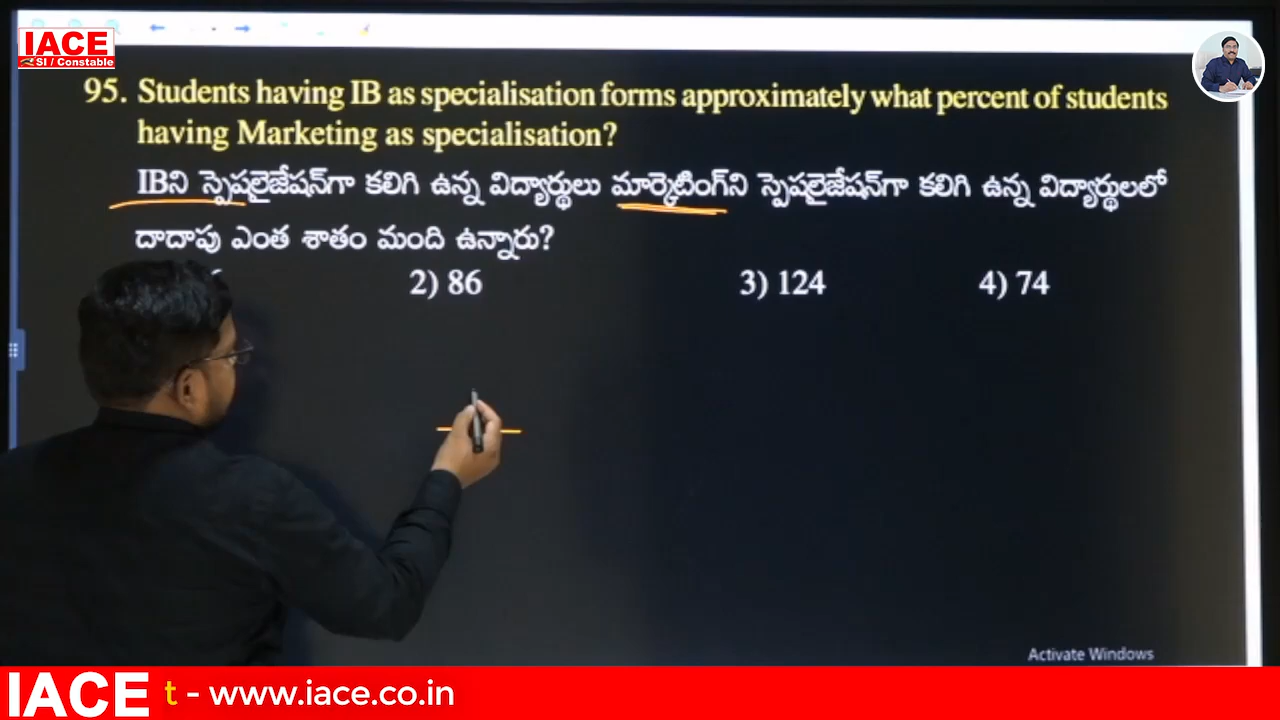 IACE
SI / Constable
95. Students having IB as specialisation forms approximately what percent of students
having Marketing as specialisation?
IBని స్పెషలైజేషన్‌గా కలిగి ఉన్న విద్యార్థులు మార్కెటింగ్‌ని స్పెషలైజేషన్‌గా కలిగి ఉన్న విద్యార్థులలో
దాదాపు ఎంత శాతం మంది ఉన్నారు?
2) 86 3) 124 4) 74
Activate Windows
IACE t - www.iace.co.in